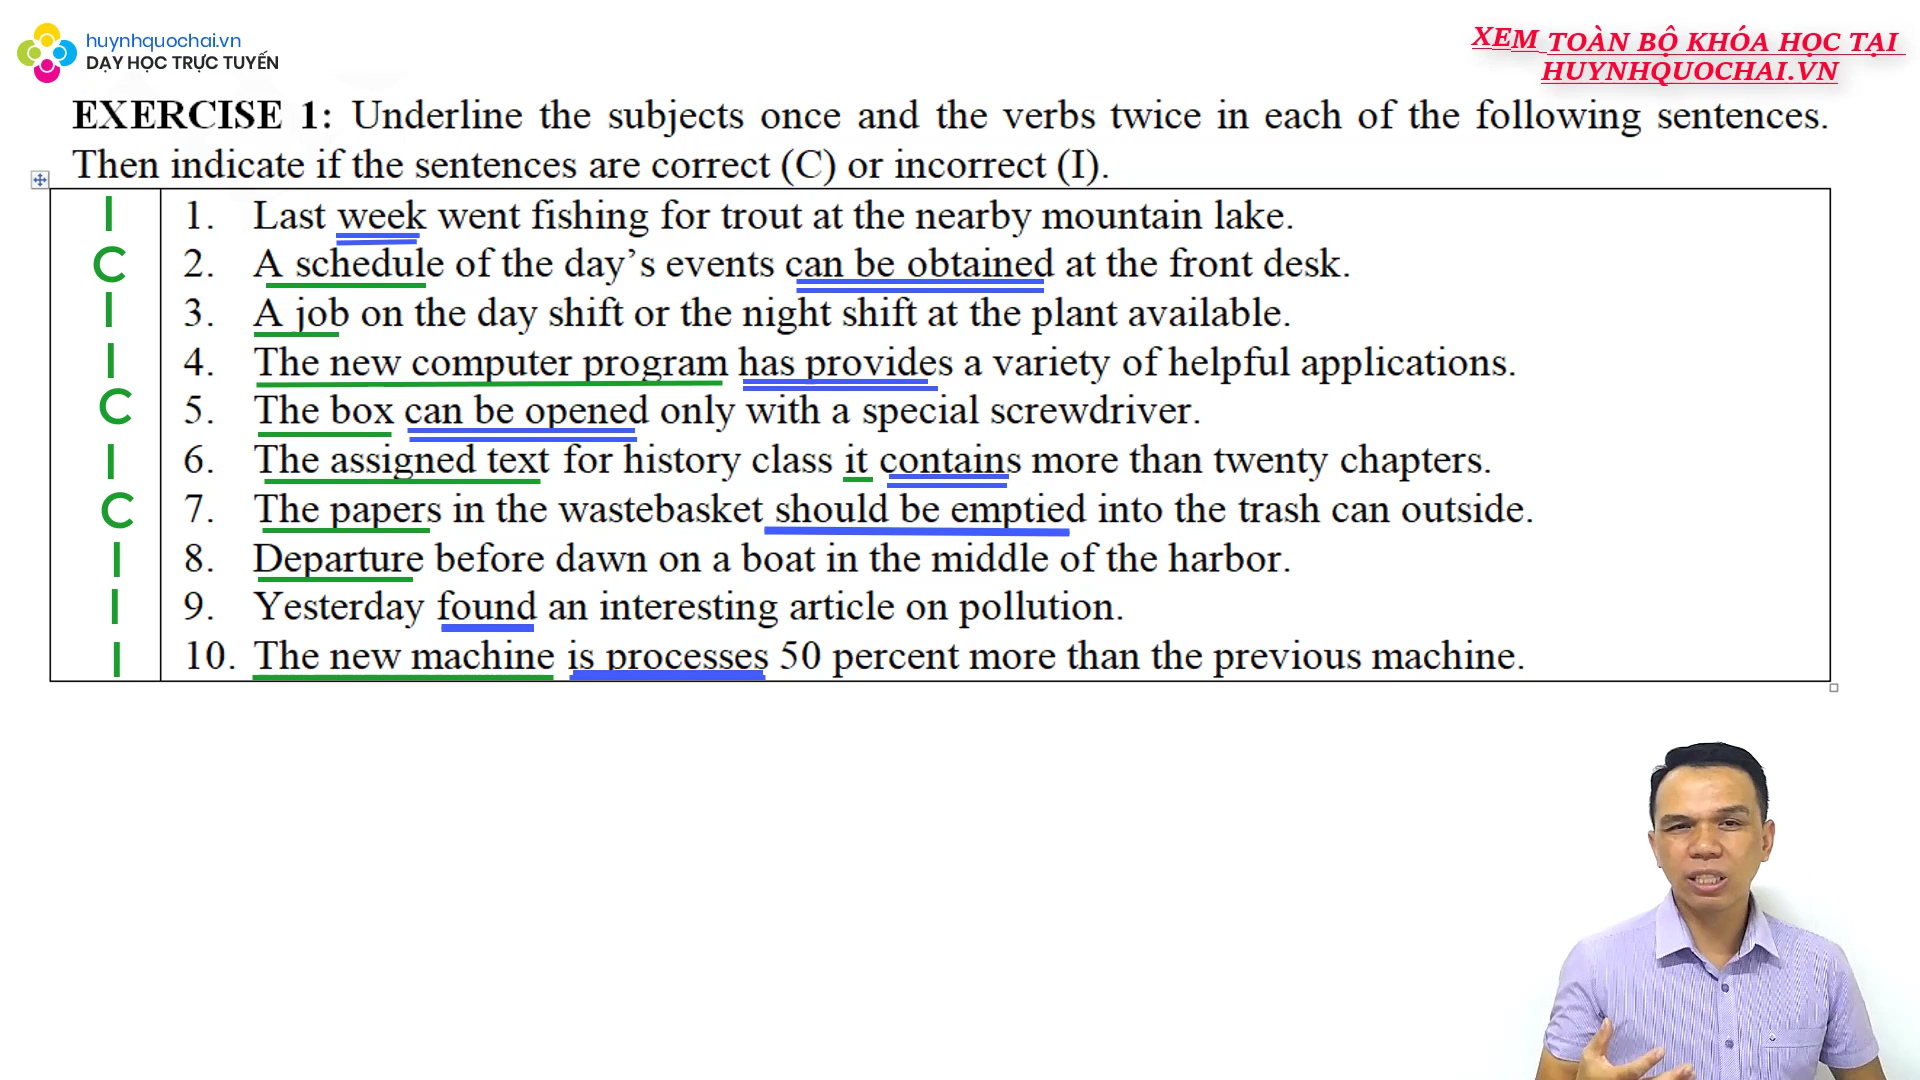 huynhquochai.vn
DẠY HỌC TRỰC TUYẾN
XEM TOÀN BỘ KHÓA HỌC TẠI
HUYNHQUOCHAI.VN
EXERCISE 1: Underline the subjects once and the verbs twice in each of the following sentences.
Then indicate if the sentences are correct (C) or incorrect (I).
I 1. Last week went fishing for trout at the nearby mountain lake.
C 2. A schedule of the day’s events can be obtained at the front desk.
I 3. A job on the day shift or the night shift at the plant available.
I 4. The new computer program has provides a variety of helpful applications.
C 5. The box can be opened only with a special screwdriver.
I 6. The assigned text for history class it contains more than twenty chapters.
C 7. The papers in the wastebasket should be emptied into the trash can outside.
I 8. Departure before dawn on a boat in the middle of the harbor.
I 9. Yesterday found an interesting article on pollution.
I 10. The new machine is processes 50 percent more than the previous machine.